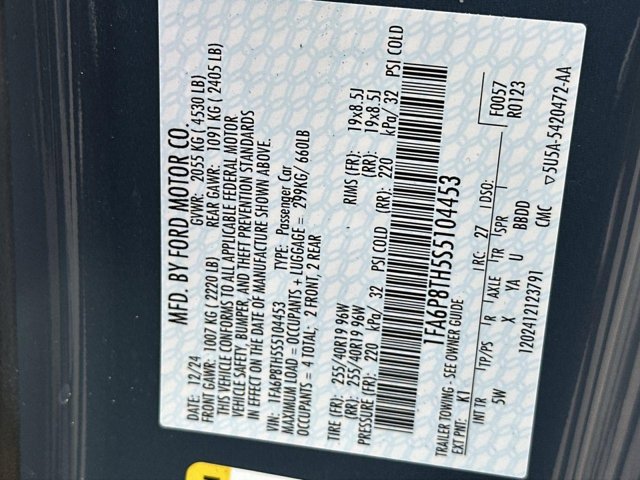 MFD. BY FORD MOTOR CO.
DATE: 12/24 GVWR: 2055 KG ( 4530 LB)
FRONT GAWR: 1007 KG ( 2220 LB) REAR GAWR: 1091 KG ( 2405 LB)
THIS VEHICLE CONFORMS TO ALL APPLICABLE FEDERAL MOTOR
VEHICLE SAFETY, BUMPER, AND THEFT PREVENTION STANDARDS
IN EFFECT ON THE DATE OF MANUFACTURE SHOWN ABOVE.
VIN: 1FA6P8TH5S5104453 TYPE: Passenger Car
MAXIMUM LOAD = OCCUPANTS + LUGGAGE = 299KG/ 660LB
OCCUPANTS = 4 TOTAL; 2 FRONT, 2 REAR
TIRE (FR): 255/40R19 96W RIMS (FR): 19x8.5J
(RR): 255/40R19 96W (RR): 19x8.5J
PRESSURE (FR): 220 kPa/ 32 PSI COLD (RR): 220 kPa/ 32 PSI COLD
1FA6P8TH5S5104453
TRAILER TOWING - SEE OWNER GUIDE F0057
EXT PNT: K1 RC: 27 DSO: R0123
INT TR TP/PS R AXLE TR SPR
5W X YA U BBDD
120241212379​1 CMC ▽5U5A-5420472-AA